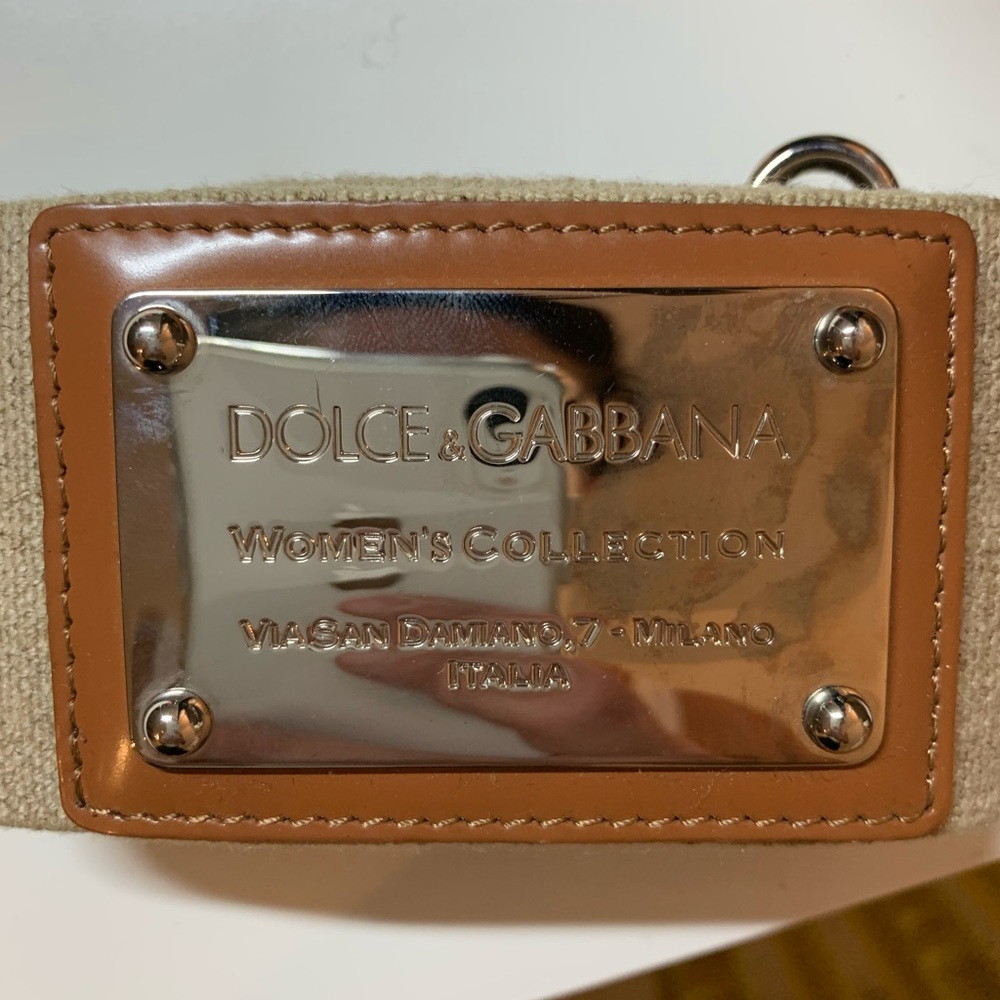 DOLCE & GABBANA
WOMEN'S COLLECTION
VIA SAN DAMIANO,7 - MILANO
ITALIA